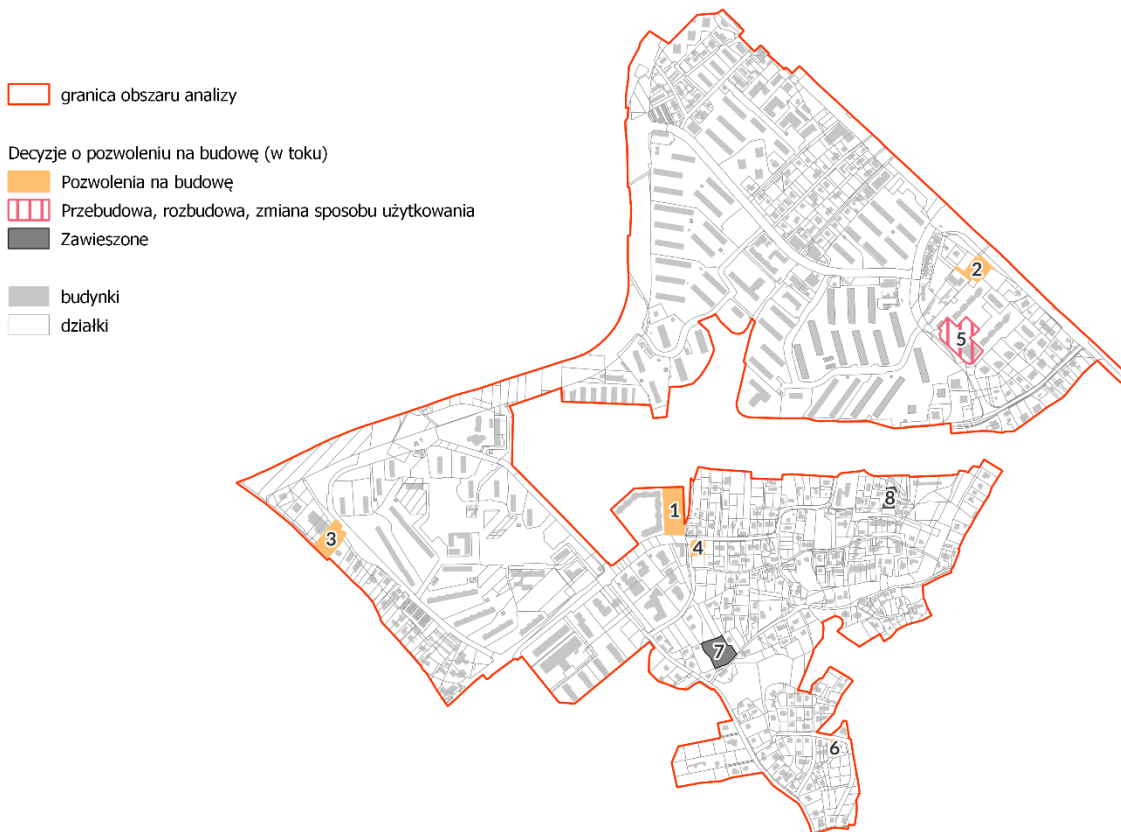 granica obszaru analizy
Decyzje o pozwoleniu na budowę (w toku)
Pozwolenia na budowę
Przebudowa, rozbudowa, zmiana sposobu użytkowania
Zawieszone
budynki
działki
2
5
1
8
3
4
7
6